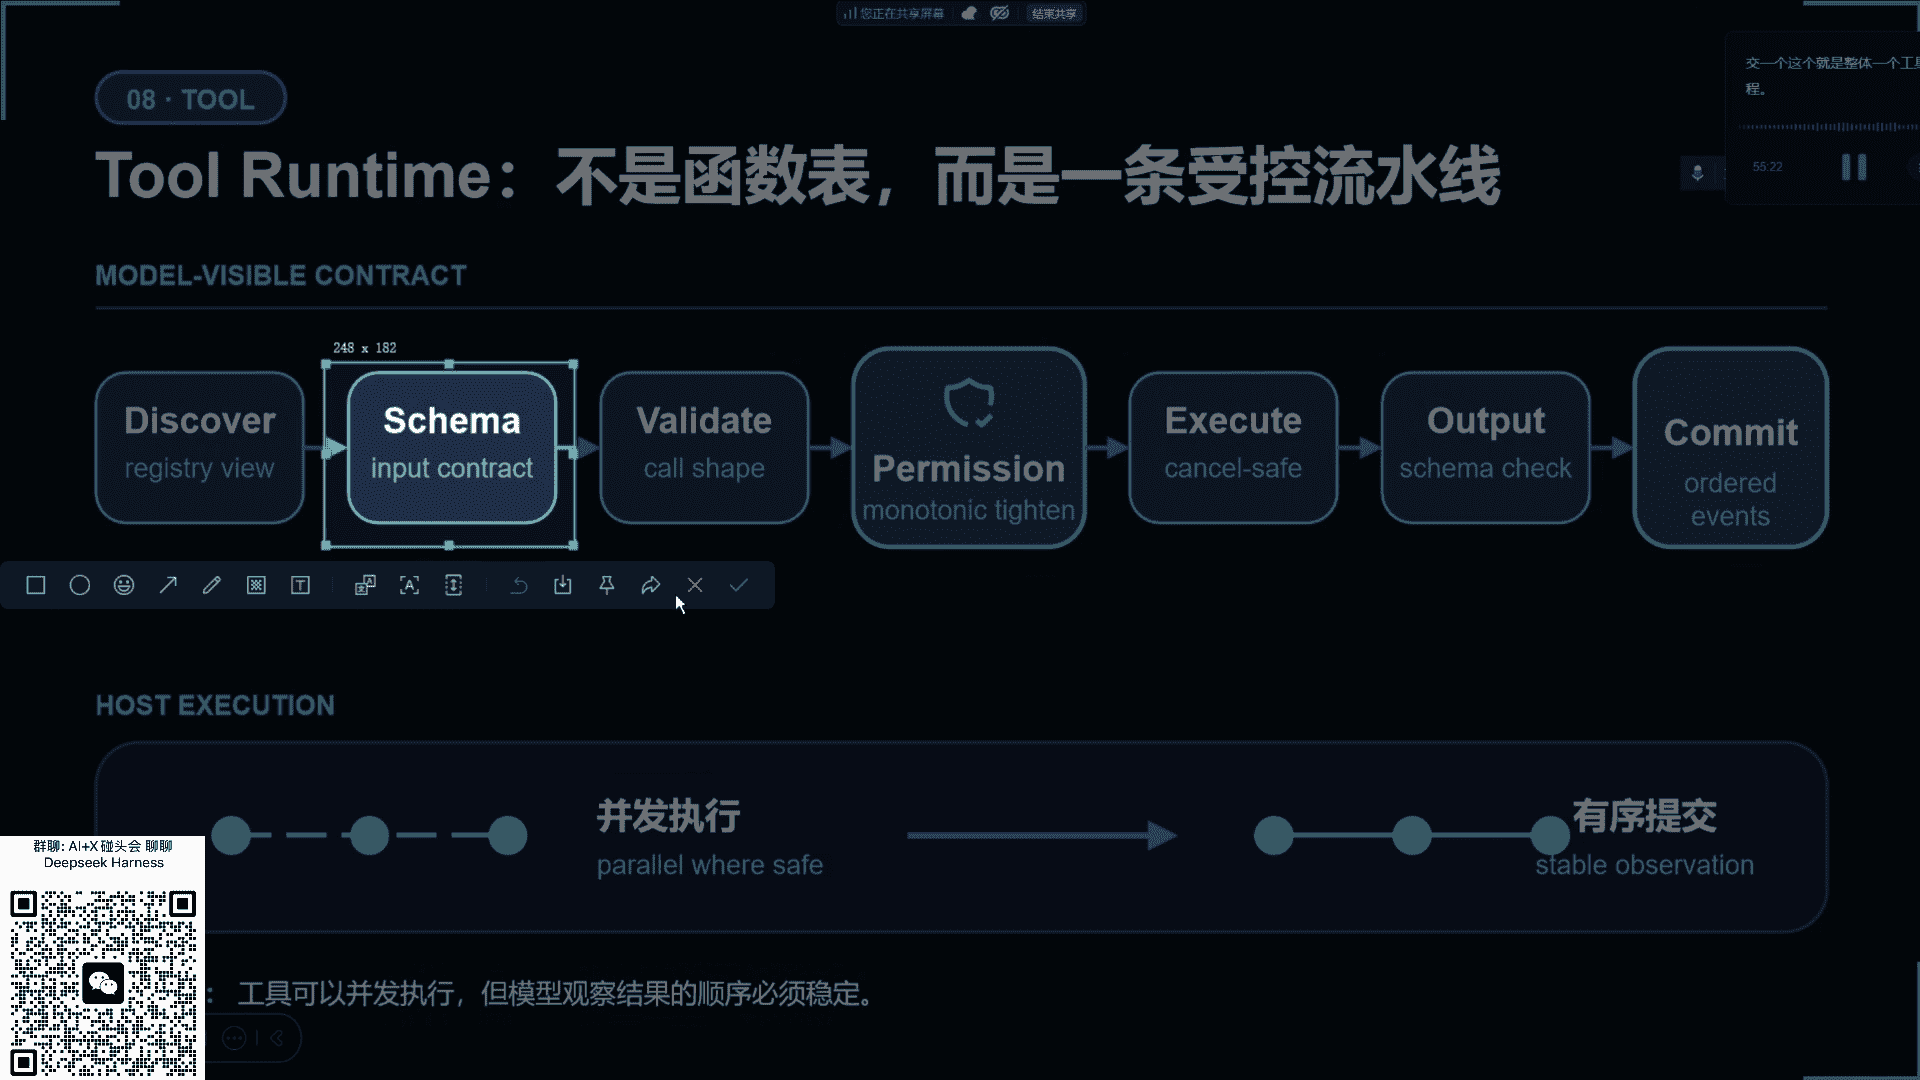 您正在共享屏幕
结束共享
交一个这个就是整体一个工具
程。
55:22
08 · TOOL
Tool Runtime：不是函数表，而是一条受控流水线
MODEL-VISIBLE CONTRACT
248 x 182
Discover
registry view
Schema
input contract
Validate
call shape
Permission
monotonic tighten
Execute
cancel-safe
Output
schema check
Commit
ordered
events
HOST EXECUTION
并发执行
parallel where safe
有序提交
stable observation
群聊: AI+X 碰头会 聊聊
Deepseek Harness
： 工具可以并发执行，但模型观察结果的顺序必须稳定。